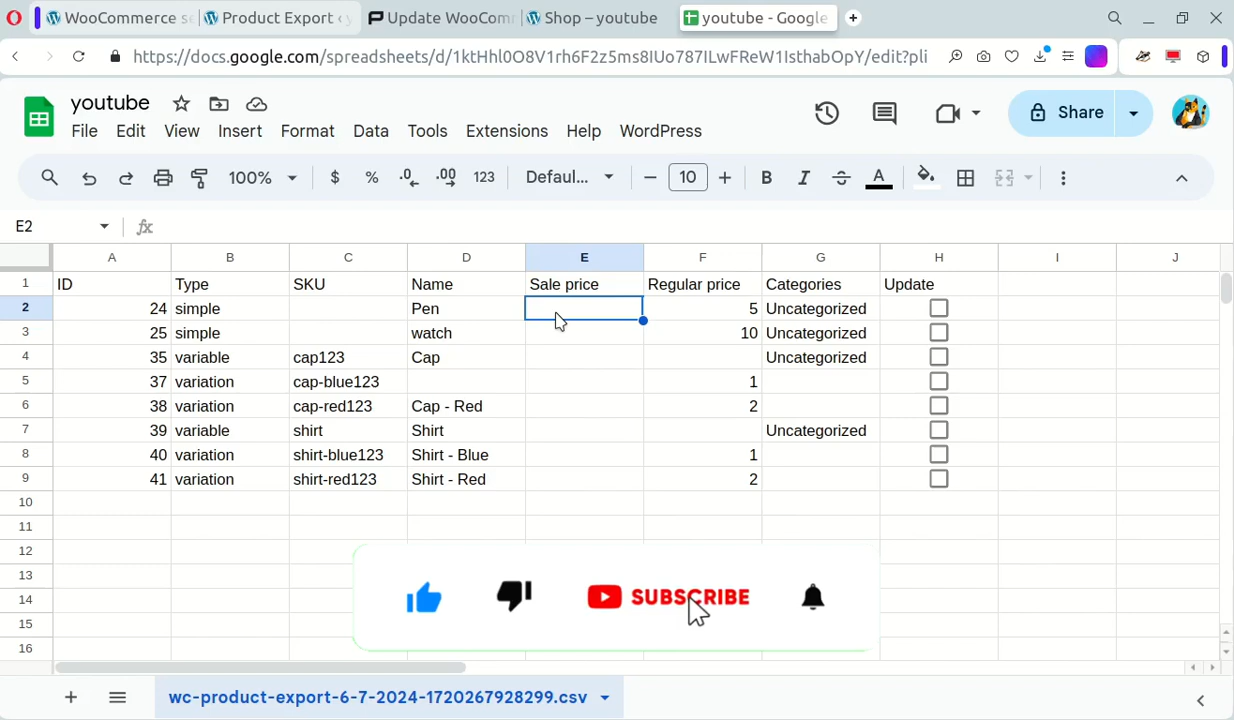 WooCommerce se
Product Export ‹ y
Update WooComm
Shop – youtube
youtube - Google
https://docs.google.com/spreadsheets/d/1ktHhl0O8V1rh6F2z5ms8IUo787ILwFReW1IsthabOpY/edit?pli
youtube
File Edit View Insert Format Data Tools Extensions Help WordPress
Share
100% $ % .0 .00 123 Defaul... 10 B I A
E2 fx
A B C D E F G H I J
1 ID Type SKU Name Sale price Regular price Categories Update
2 24 simple Pen 5 Uncategorized
3 25 simple watch 10 Uncategorized
4 35 variable cap123 Cap Uncategorized
5 37 variation cap-blue123 1
6 38 variation cap-red123 Cap - Red 2
7 39 variable shirt Shirt Uncategorized
8 40 variation shirt-blue123 Shirt - Blue 1
9 41 variation shirt-red123 Shirt - Red 2
10
11
12
13
14
15
16
SUBSCRIBE
wc-product-export-6-7-2024-1720267928299.csv